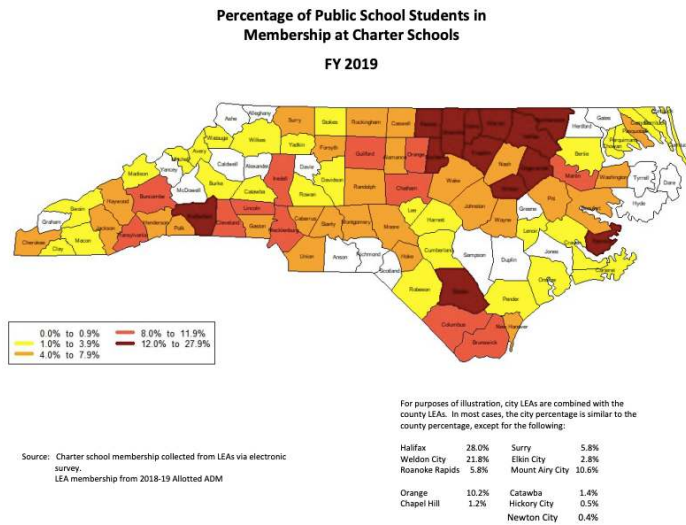 Percentage of Public School Students in
Membership at Charter Schools
FY 2019
Alleghany
Ashe
Surry
Stokes
Rockingham
Caswell
Gates
Hertford
Watauga
Wilkes
Yadkin
Forsyth
Guilford
Alamance
Orange
Avery
Mitchell
Bertie
Madison
Yancey
Caldwell
Alexander
Davie
Iredell
Davidson
Nash
Martin
Washington
Tyrrell
Dare
Burke
McDowell
Catawba
Rowan
Randolph
Chatham
Wake
Haywood
Buncombe
Swain
Graham
Lincoln
Lee
Johnston
Pitt
Hyde
Greene
Wayne
Harnett
Cherokee
Jackson
Henderson
Polk
Cleveland
Gaston
Mecklenburg
Cabarrus
Stanly
Montgomery
Moore
Macon
Clay
Transylvania
Lenoir
Craven
Jones
Union
Anson
Richmond
Hoke
Cumberland
Sampson
Duplin
Scotland
Onslow
Carteret
Robeson
Bladen
Pender
Columbus
New Hanover
Brunswick
0.0% to 0.9%
1.0% to 3.9%
4.0% to 7.9%
8.0% to 11.9%
12.0% to 27.9%
For purposes of illustration, city LEAs are combined with the
county LEAs. In most cases, the city percentage is similar to the
county percentage, except for the following:
Halifax 28.0% Surry 5.8%
Weldon City 21.8% Elkin City 2.8%
Roanoke Rapids 5.8% Mount Airy City 10.6%
Orange 10.2% Catawba 1.4%
Chapel Hill 1.2% Hickory City 0.5%
Newton City 0.4%
Source: Charter school membership collected from LEAs via electronic
survey.
LEA membership from 2018-19 Allotted ADM